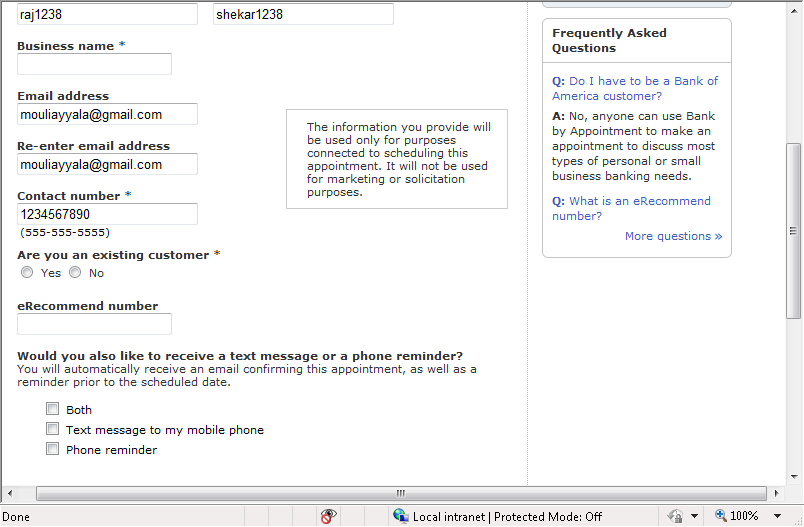 raj1238 shekar1238
Business name *
Email address
mouliayyala@gmail.com
Re-enter email address
mouliayyala@gmail.com
Contact number *
1234567890
(555-555-5555)
The information you provide will
be used only for purposes
connected to scheduling this
appointment. It will not be used
for marketing or solicitation
purposes.
Are you an existing customer *
Yes No
eRecommend number
Would you also like to receive a text message or a phone reminder?
You will automatically receive an email confirming this appointment, as well as a
reminder prior to the scheduled date.
Both
Text message to my mobile phone
Phone reminder
Frequently Asked
Questions
Q: Do I have to be a Bank of
America customer?
A: No, anyone can use Bank
by Appointment to make an
appointment to discuss most
types of personal or small
business banking needs.
Q: What is an eRecommend
number?
More questions »
Done Local intranet | Protected Mode: Off 100%